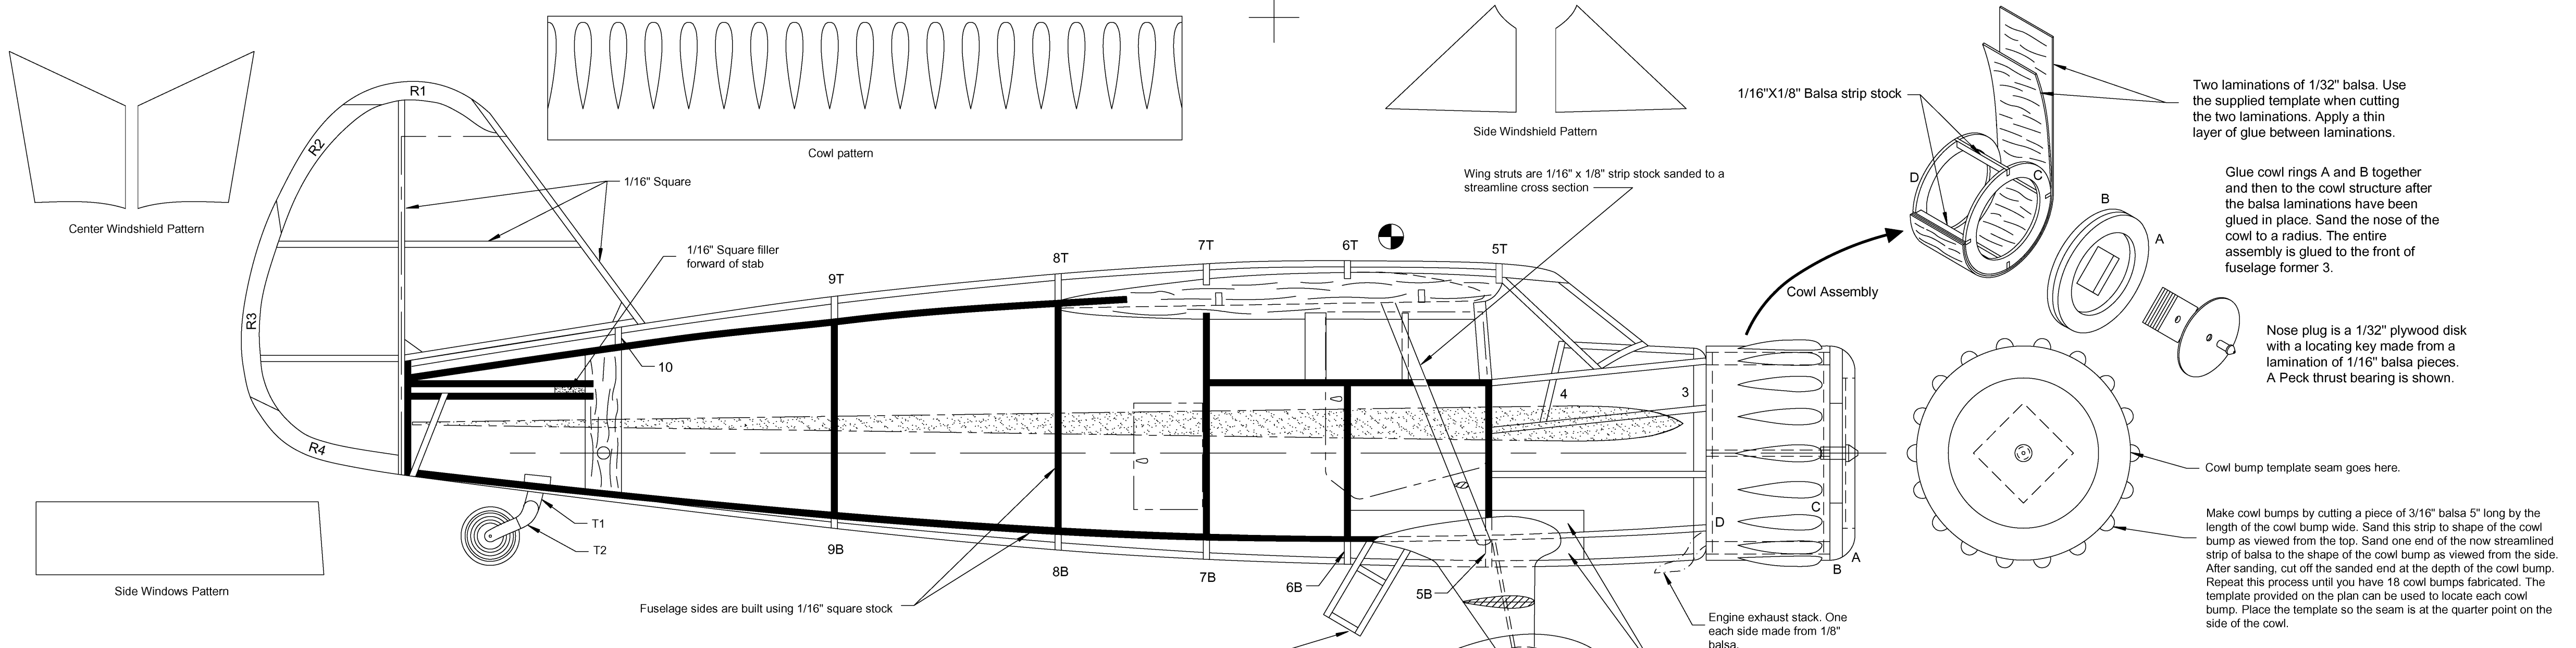 R1
R2
R3
R4
1/16" Square
1/16" Square filler
forward of stab
Center Windshield Pattern
Cowl pattern
Side Windshield Pattern
Wing struts are 1/16" x 1/8" strip stock sanded to a
streamline cross section
1/16"X1/8" Balsa strip stock
Two laminations of 1/32" balsa. Use
the supplied template when cutting
the two laminations. Apply a thin
layer of glue between laminations.
D
C
B
A
Glue cowl rings A and B together
and then to the cowl structure after
the balsa laminations have been
glued in place. Sand the nose of the
cowl to a radius. The entire
assembly is glued to the front of
fuselage former 3.
Cowl Assembly
Nose plug is a 1/32" plywood disk
with a locating key made from a
lamination of 1/16" balsa pieces.
A Peck thrust bearing is shown.
9T
8T
7T
6T
5T
10
4
3
T1
T2
9B
8B
7B
6B
5B
D
C
B
A
Side Windows Pattern
Fuselage sides are built using 1/16" square stock
Engine exhaust stack. One
each side made from 1/8"
balsa.
Cowl bump template seam goes here.
Make cowl bumps by cutting a piece of 3/16" balsa 5" long by the
length of the cowl bump wide. Sand this strip to shape of the cowl
bump as viewed from the top. Sand one end of the now streamlined
strip of balsa to the shape of the cowl bump as viewed from the side.
After sanding, cut off the sanded end at the depth of the cowl bump.
Repeat this process until you have 18 cowl bumps fabricated. The
template provided on the plan can be used to locate each cowl
bump. Place the template so the seam is at the quarter point on the
side of the cowl.